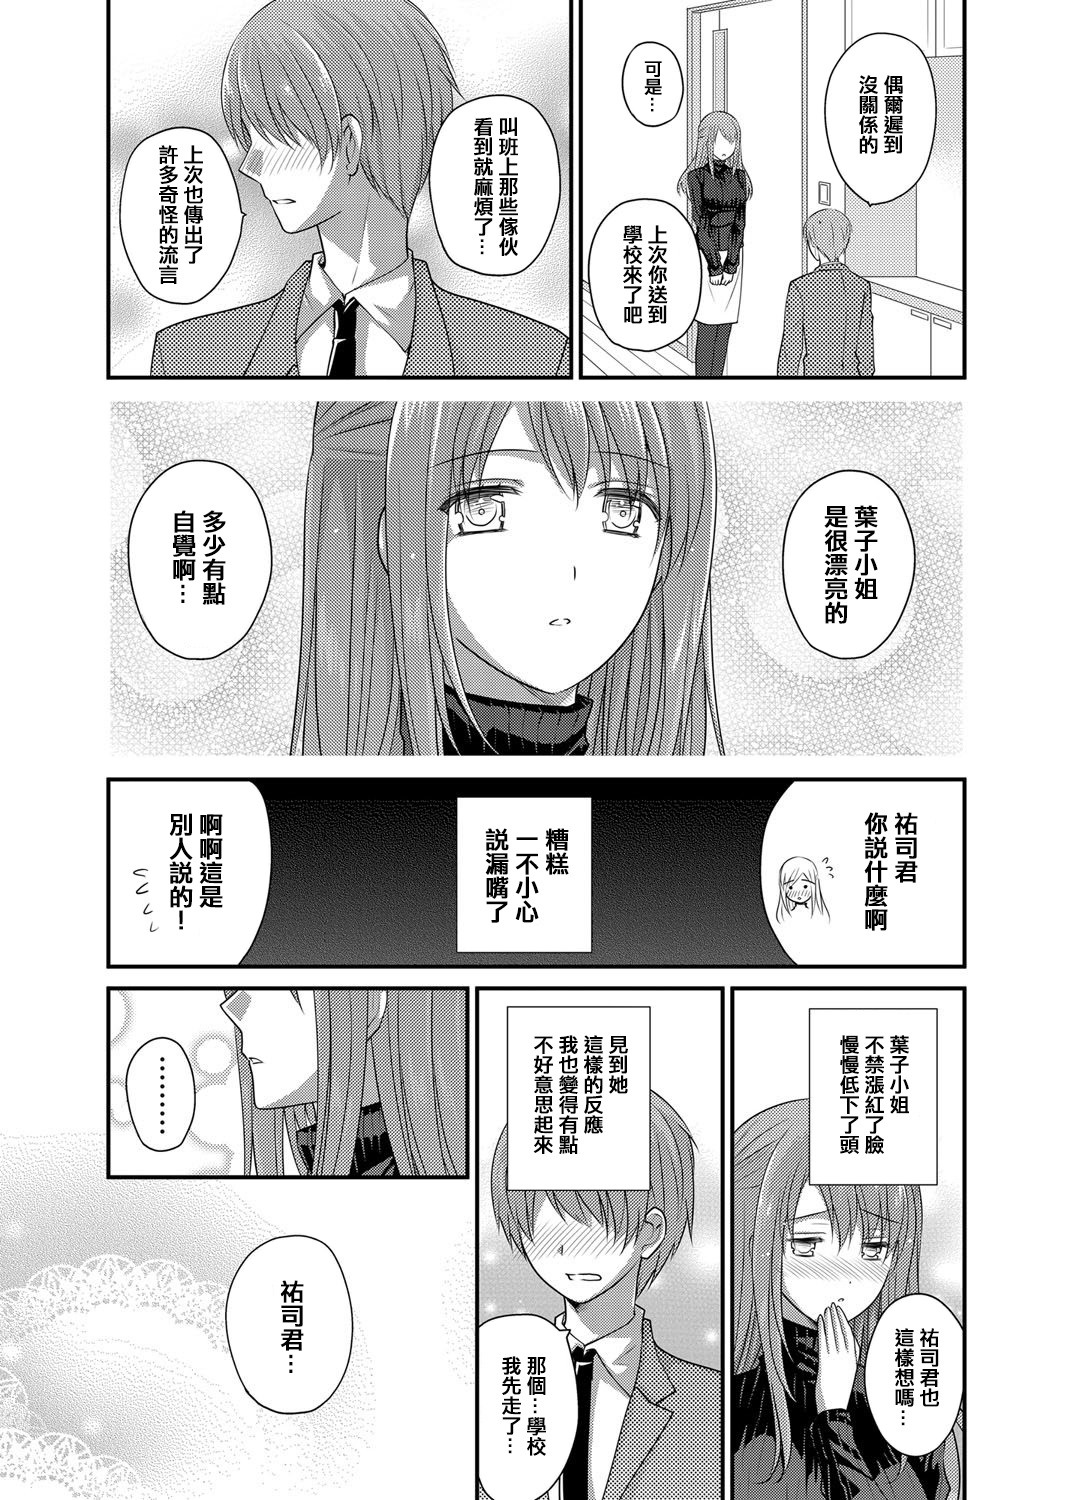 偶爾遲到
沒關係的
可是…
上次你送到
學校來了吧
叫班上那些傢伙
看到就麻煩了…
上次也傳出了
許多奇怪的流言
葉子小姐
是很漂亮的
多少有點
自覺啊…
祐司君
你説什麼啊
糟糕
一不小心
説漏嘴了
啊啊這是
別人説的！
葉子小姐
不禁漲紅了臉
慢慢低下了頭
祐司君也
這樣想嗎…
見到她
這樣的反應
我也變得有點
不好意思起來
那個…學校
我先走了…
………
祐司君…